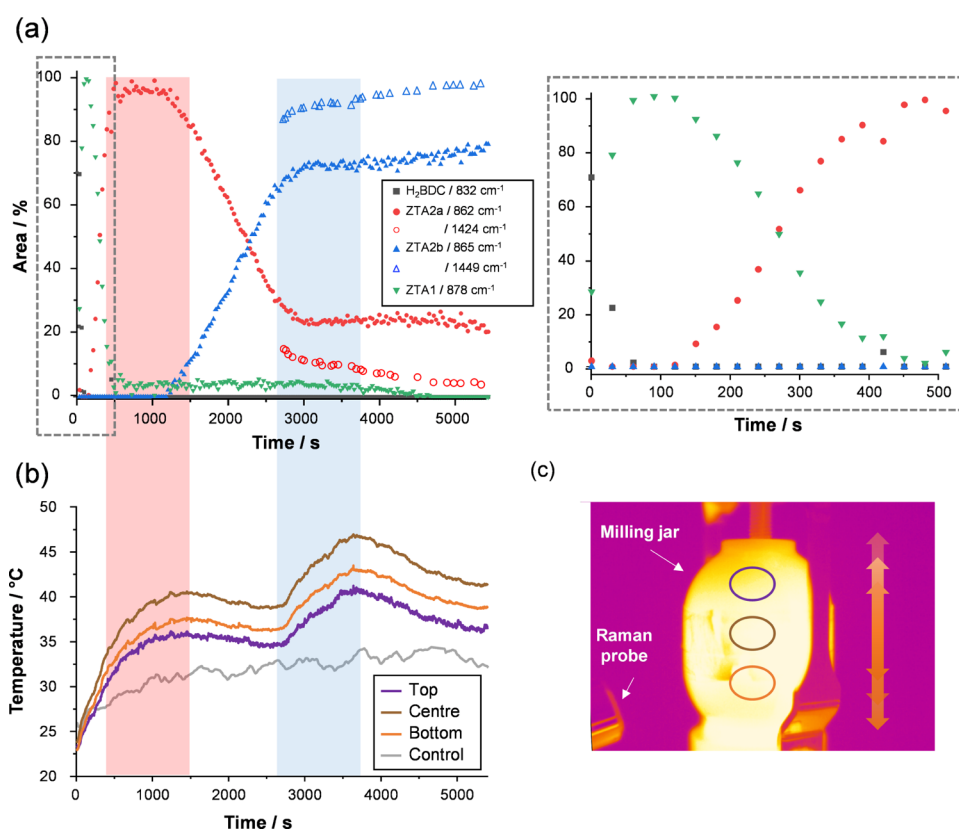 (a)
100
80
60
40
20
0
Area / %
0
1000
2000
3000
4000
5000
Time / s
H₂BDC / 832 cm⁻¹
ZTA2a / 862 cm⁻¹
/ 1424 cm⁻¹
ZTA2b / 865 cm⁻¹
/ 1449 cm⁻¹
ZTA1 / 878 cm⁻¹
100
80
60
40
20
0
0
100
200
300
400
500
Time / s
(b)
50
45
40
35
30
25
20
Temperature / °C
0
1000
2000
3000
4000
5000
Time / s
Top
Centre
Bottom
Control
(c)
Milling jar
Raman
probe